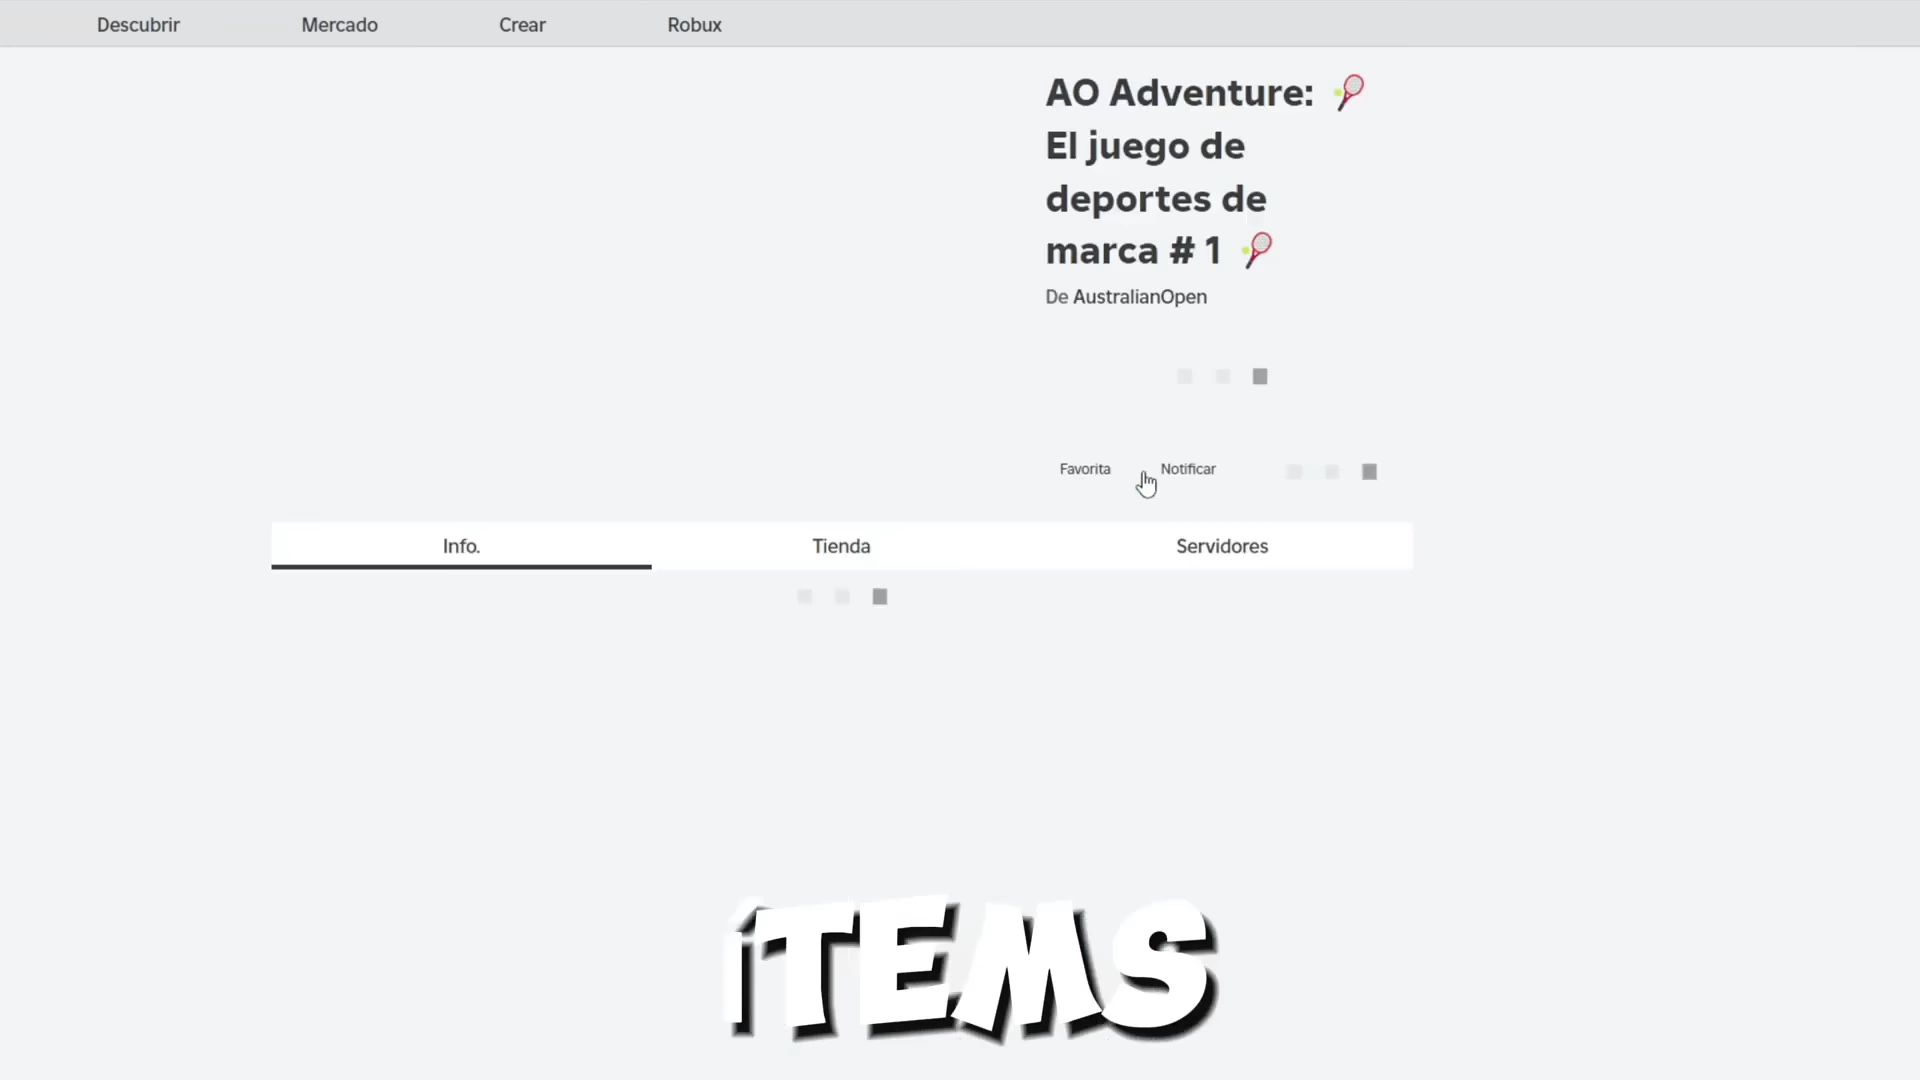 Descubrir Mercado Crear Robux
AO Adventure: 🎾
El juego de
deportes de
marca # 1
De AustralianOpen
Favorita Notificar
Info. Tienda Servidores
ÍTEMS